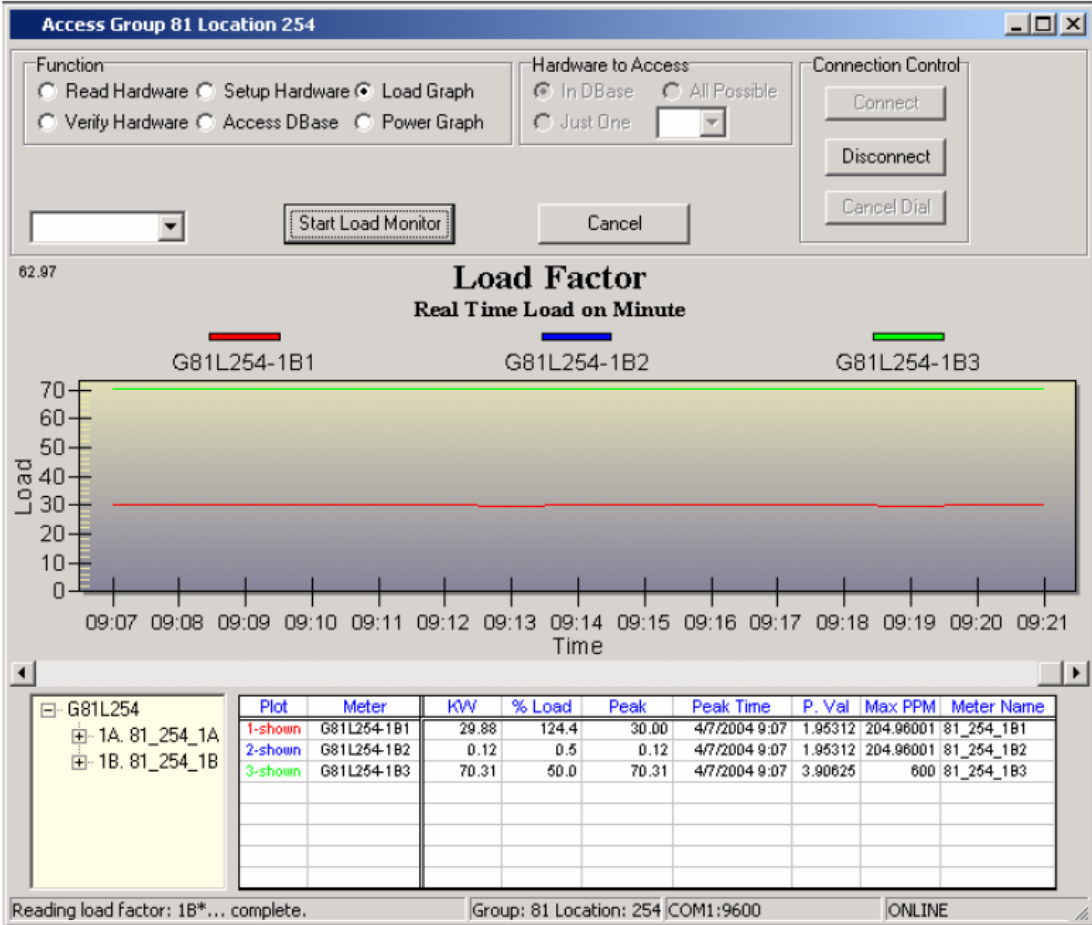 Access Group 81 Location 254
Function
Read Hardware Setup Hardware Load Graph
Verify Hardware Access DBase Power Graph
Hardware to Access
In DBase All Possible
Just One
Connection Control
Connect
Disconnect
Cancel Dial
Start Load Monitor Cancel
62.97
Load Factor
Real Time Load on Minute
G81L254-1B1 G81L254-1B2 G81L254-1B3
Load
70
60
50
40
30
20
10
0
09:07 09:08 09:09 09:10 09:11 09:12 09:13 09:14 09:15 09:16 09:17 09:18 09:19 09:20 09:21
Time
G81L254
1A. 81_254_1A
1B. 81_254_1B
Plot Meter KW % Load Peak Peak Time P. Val Max PPM Meter Name
1-shown G81L254-1B1 29.88 124.4 30.00 4/7/2004 9:07 1.95312 204.96001 81_254_1B1
2-shown G81L254-1B2 0.12 0.5 0.12 4/7/2004 9:07 1.95312 204.96001 81_254_1B2
3-shown G81L254-1B3 70.31 50.0 70.31 4/7/2004 9:07 3.90625 600 81_254_1B3
Reading load factor: 1B*... complete. Group: 81 Location: 254 COM1:9600 ONLINE